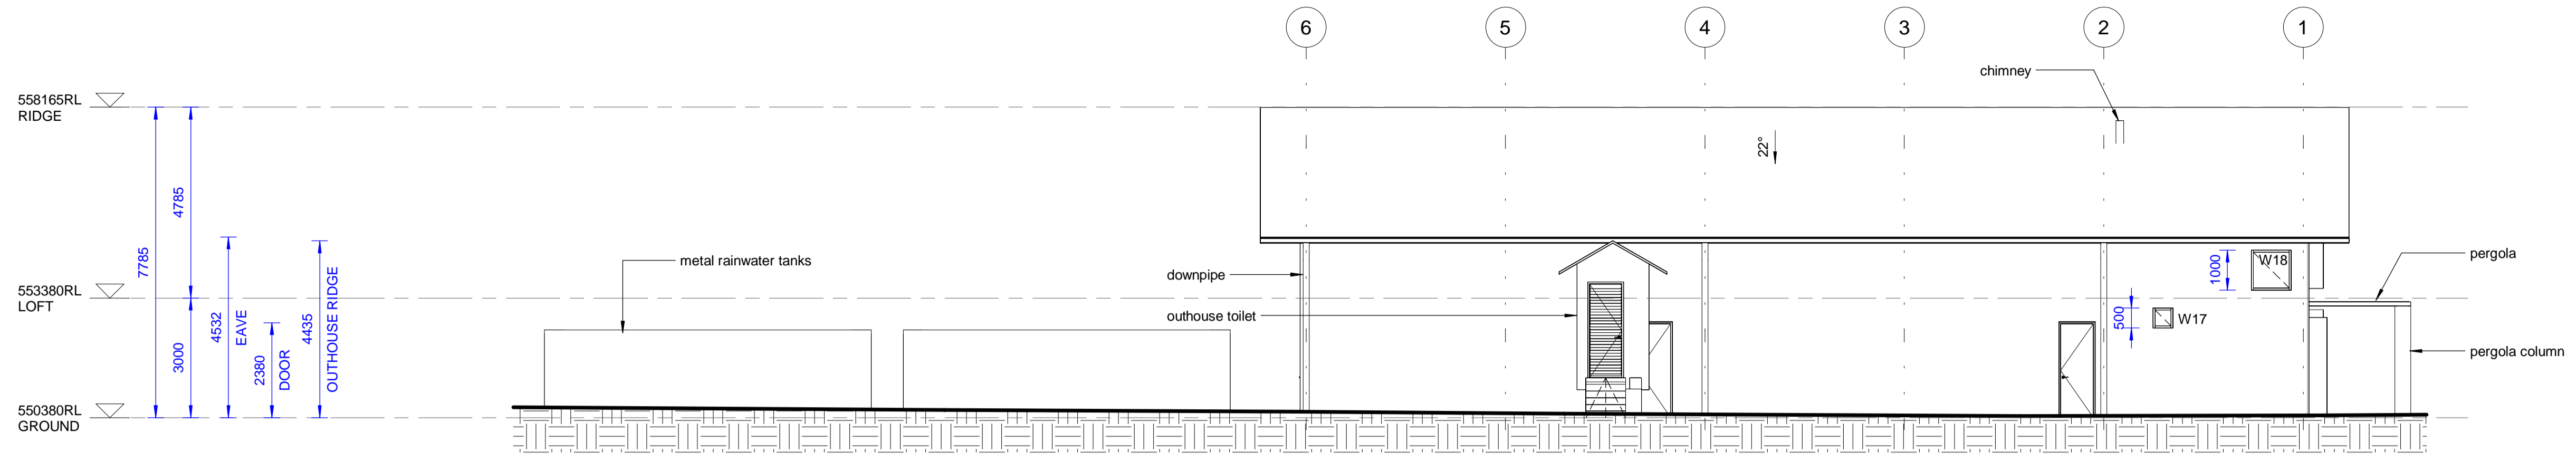 6 5 4 3 2 1
chimney
558165RL
RIDGE
22°
4785
7785
metal rainwater tanks
downpipe
W18
1000
pergola
553380RL
LOFT
4532
EAVE
4435
OUTHOUSE RIDGE
outhouse toilet
500
W17
3000
2380
DOOR
pergola column
550380RL
GROUND